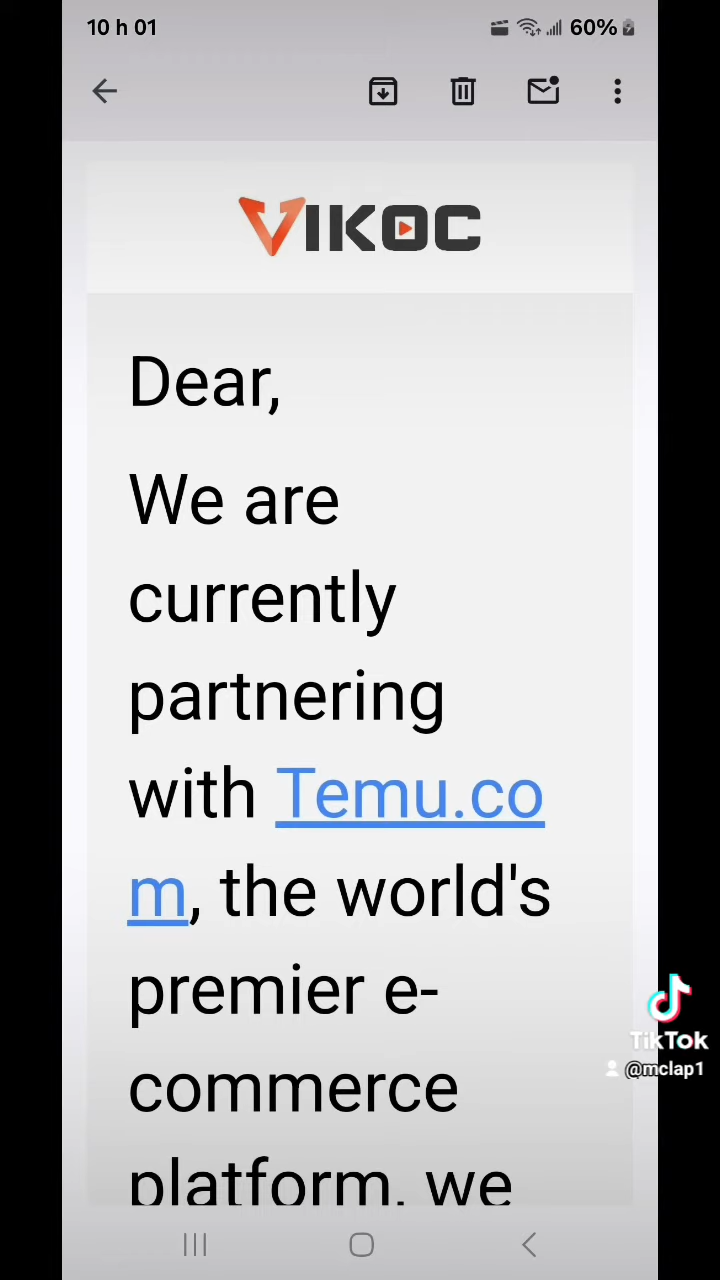 10 h 01
60%
VIKOC
Dear,
We are
currently
partnering
with Temu.co
m, the world's
premier e-
commerce
platform, we
TikTok
@mclap1